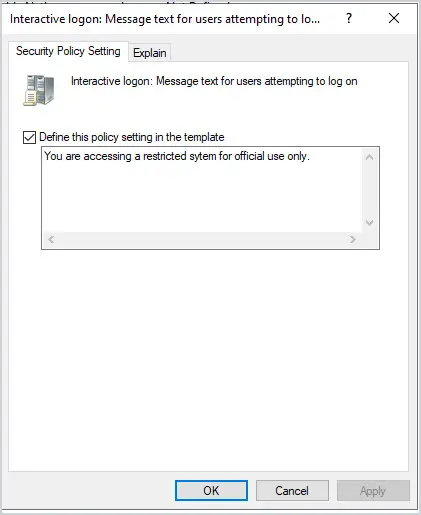 Interactive logon: Message text for users attempting to lo...
?
Security Policy Setting
Explain
Interactive logon: Message text for users attempting to log on
Define this policy setting in the template
You are accessing a restricted sytem for official use only.
OK
Cancel
Apply